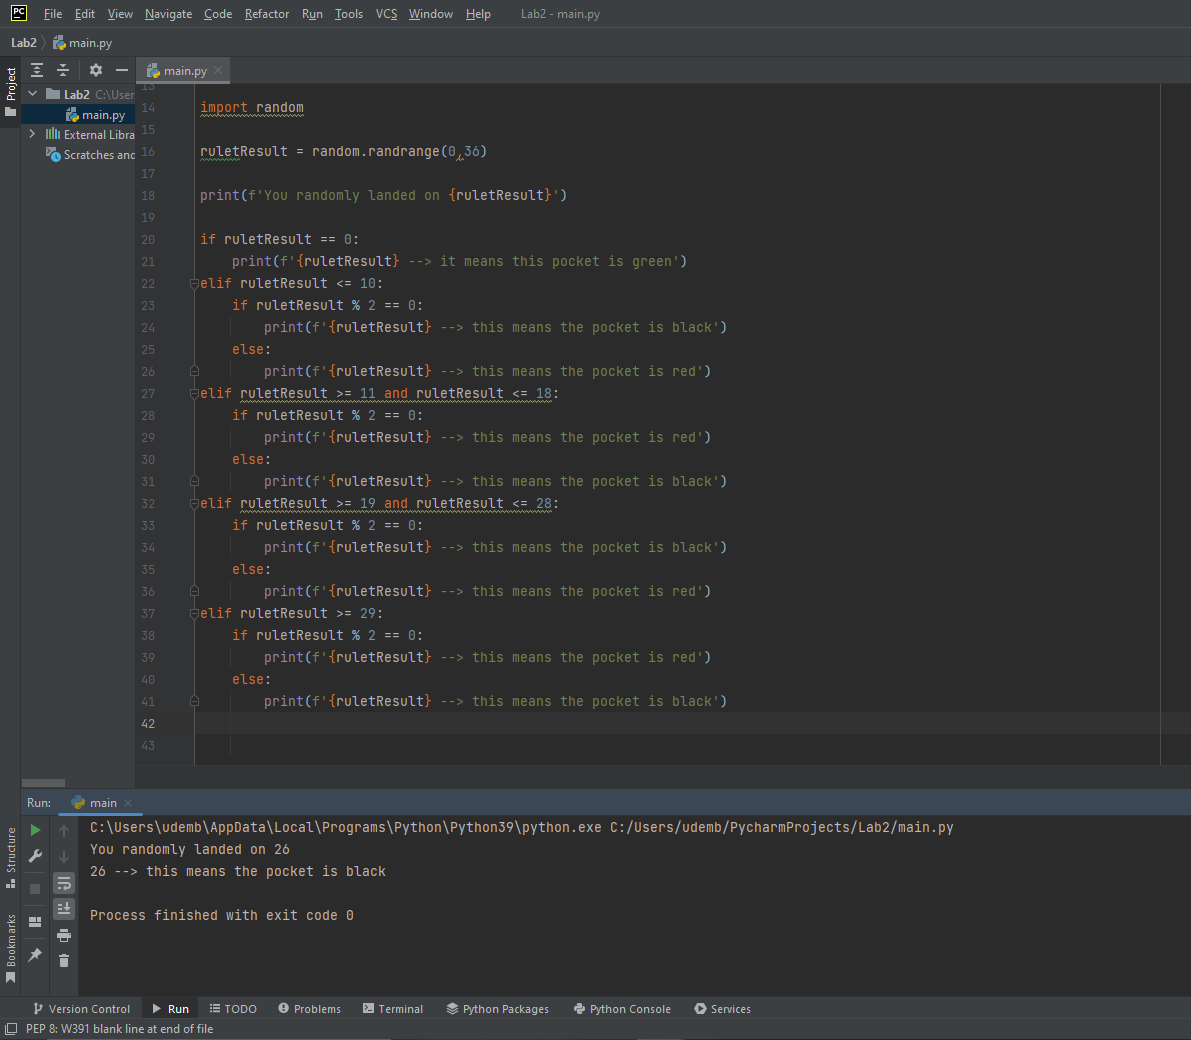 PC File Edit View Navigate Code Refactor Run Tools VCS Window Help Lab2 - main.py
Lab2 main.py
Project
main.py
Lab2 C:\User
main.py
External Libra
Scratches and
13
14 import random
15
16 ruletResult = random.randrange(0,36)
17
18 print(f'You randomly landed on {ruletResult}')
19
20 if ruletResult == 0:
21 print(f'{ruletResult} --> it means this pocket is green')
22 elif ruletResult <= 10:
23 if ruletResult % 2 == 0:
24 print(f'{ruletResult} --> this means the pocket is black')
25 else:
26 print(f'{ruletResult} --> this means the pocket is red')
27 elif ruletResult >= 11 and ruletResult <= 18:
28 if ruletResult % 2 == 0:
29 print(f'{ruletResult} --> this means the pocket is red')
30 else:
31 print(f'{ruletResult} --> this means the pocket is black')
32 elif ruletResult >= 19 and ruletResult <= 28:
33 if ruletResult % 2 == 0:
34 print(f'{ruletResult} --> this means the pocket is black')
35 else:
36 print(f'{ruletResult} --> this means the pocket is red')
37 elif ruletResult >= 29:
38 if ruletResult % 2 == 0:
39 print(f'{ruletResult} --> this means the pocket is red')
40 else:
41 print(f'{ruletResult} --> this means the pocket is black')
42
43
Run: main
C:\Users\udemb\AppData\Local\Programs\Python\Python39\python.exe C:/Users/udemb/PycharmProjects/Lab2/main.py
You randomly landed on 26
26 --> this means the pocket is black
Process finished with exit code 0
Structure
Bookmarks
Version Control Run TODO Problems Terminal Python Packages Python Console Services
PEP 8: W391 blank line at end of file